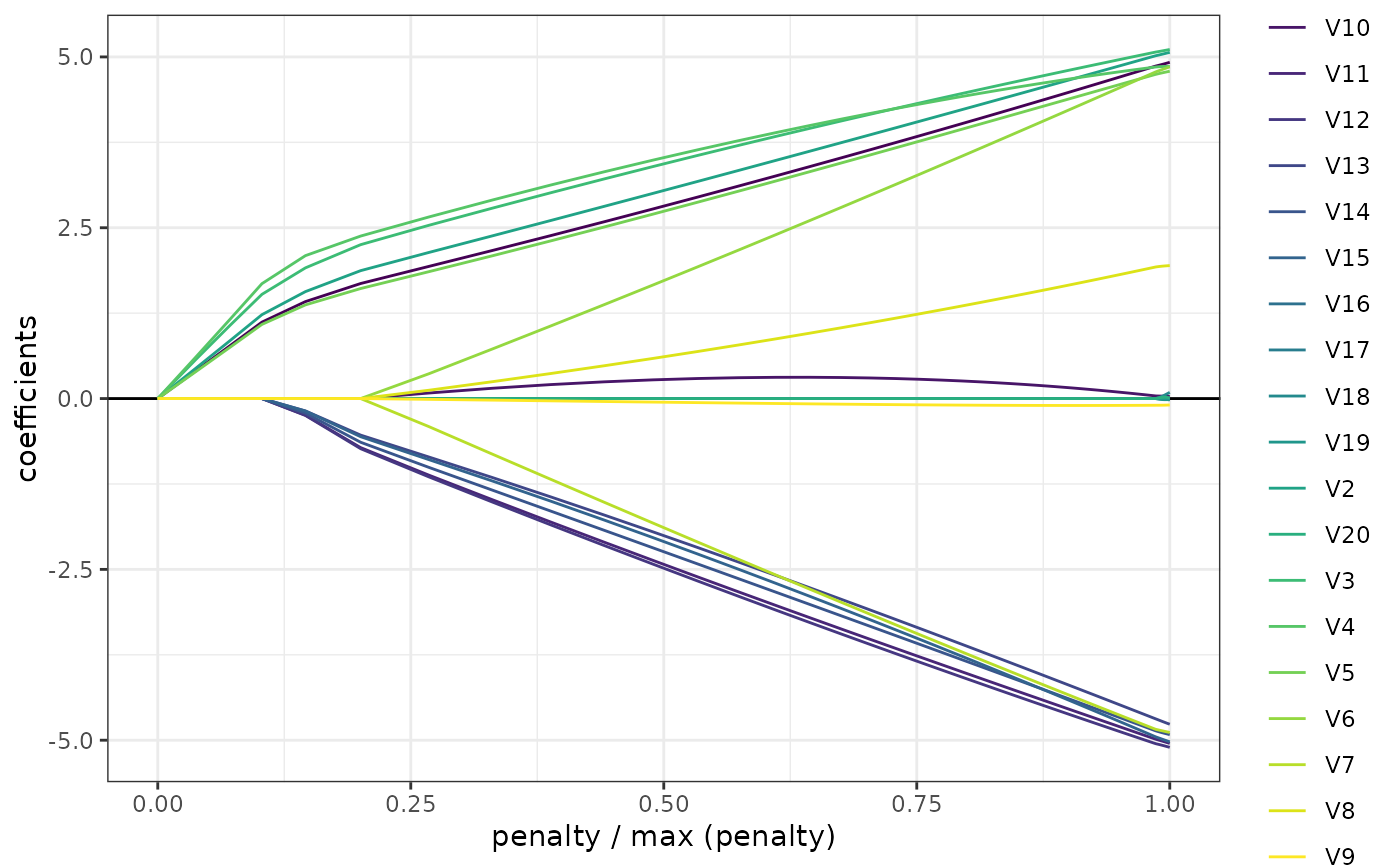 5.0
2.5
0.0
-2.5
-5.0
coefficients
0.00 0.25 0.50 0.75 1.00
penalty / max (penalty)
V10
V11
V12
V13
V14
V15
V16
V17
V18
V19
V2
V20
V3
V4
V5
V6
V7
V8
V9